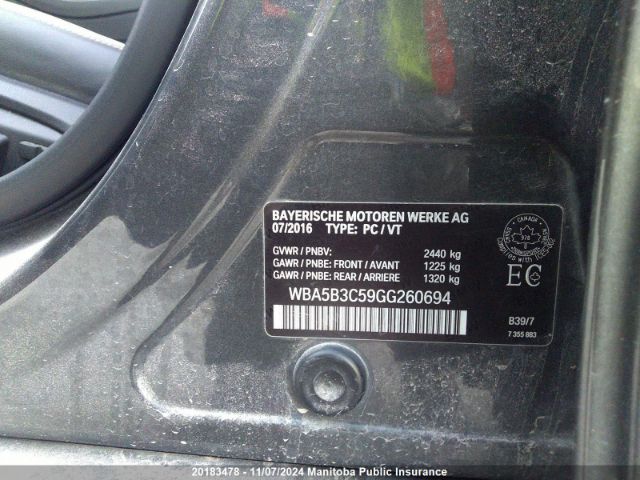 BAYERISCHE MOTOREN WERKE AG
07/2016 TYPE: PC/VT
GVWR / PNBV: 2440 kg
GAWR / PNBE: FRONT / AVANT 1225 kg
GAWR / PNBE: REAR / ARRIERE 1320 kg
WBA5B3C59GG260694
CANADA
978
EC
B39/7
7 355 883
20183478 - 11/07/2024 Manitoba Public Insurance